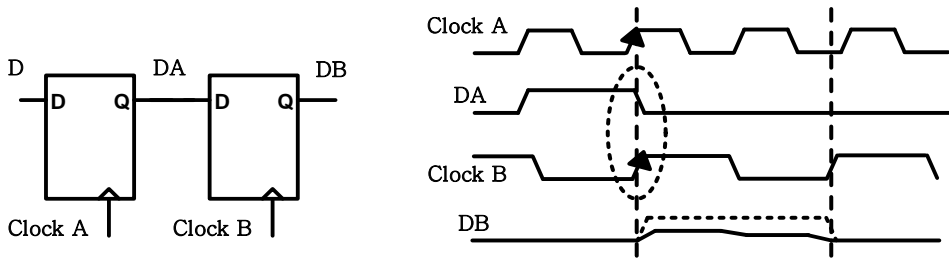 D DA DB
D Q D Q
Clock A Clock B
Clock A
DA
Clock B
DB